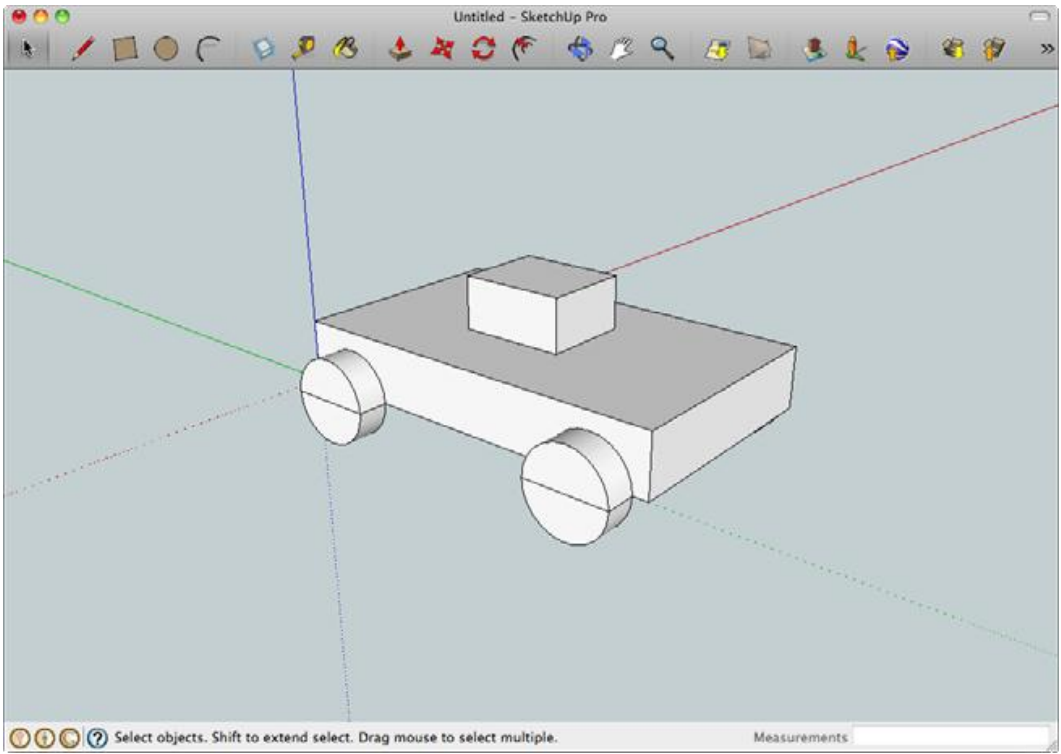 Untitled - SketchUp Pro
Select objects. Shift to extend select. Drag mouse to select multiple.
Measurements